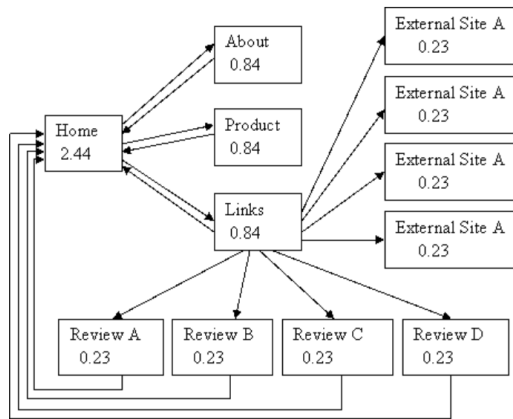 About
0.84
External Site A
0.23
External Site A
0.23
Home
2.44
Product
0.84
External Site A
0.23
Links
0.84
External Site A
0.23
Review A
0.23
Review B
0.23
Review C
0.23
Review D
0.23